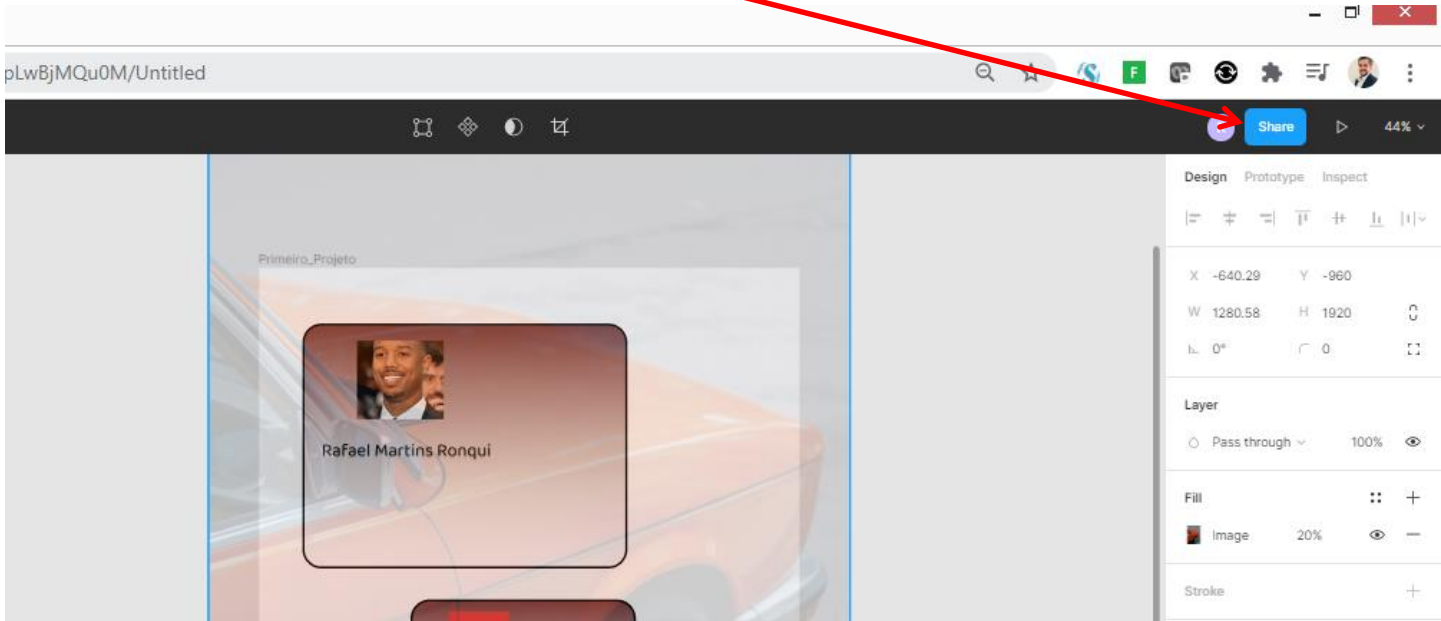 pLwBjMQu0M/Untitled
F
Share
44%
Design Prototype Inspect
Primeiro_Projeto
X -640.29 Y -960
W 1280.58 H 1920
0° 0
Layer
Pass through 100%
Rafael Martins Ronqui
Fill
Image 20%
Stroke